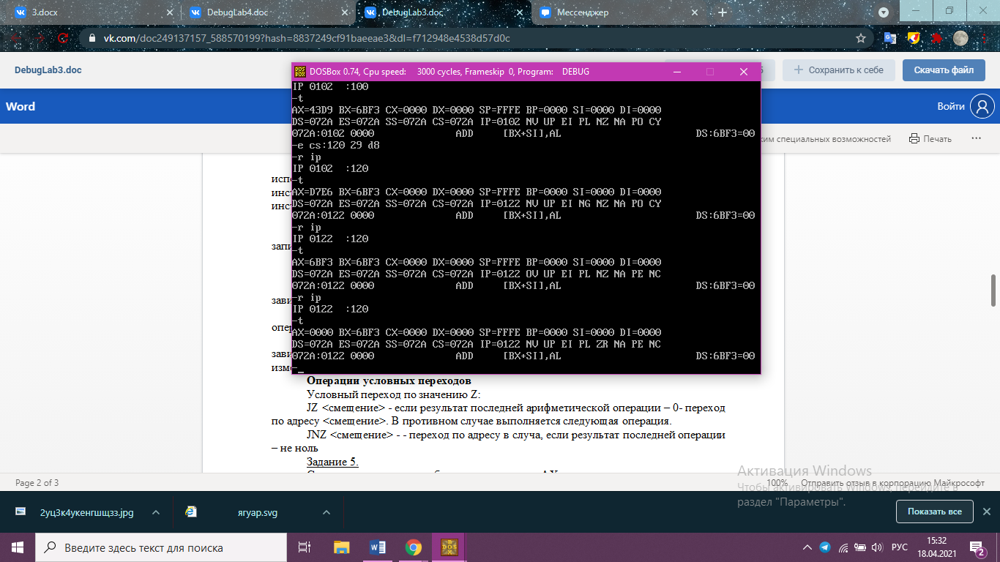 3.docx
DebugLab4.doc
DebugLab3.doc
Мессенджер
vk.com/doc249137157_588570199?hash=8837249cf91baeeae3&dl=f712948e4538d57d0c
DebugLab3.doc
Сохранить к себе
Скачать файл
DOSBox 0.74, Cpu speed: 3000 cycles, Frameskip 0, Program: DEBUG
Word
Войти
специальных возможностей
Печать
IP 0102 :100
-t
AX=43D9 BX=6BF3 CX=0000 DX=0000 SP=FFFE BP=0000 SI=0000 DI=0000
DS=072A ES=072A SS=072A CS=072A IP=0102 NV UP EI PL NZ NA PO CY
072A:0102 0000 ADD [BX+SI],AL DS:6BF3=00
-e cs:120 29 d8
-r ip
IP 0102 :120
-t
AX=D7E6 BX=6BF3 CX=0000 DX=0000 SP=FFFE BP=0000 SI=0000 DI=0000
DS=072A ES=072A SS=072A CS=072A IP=0122 NV UP EI NG NZ NA PO CY
072A:0122 0000 ADD [BX+SI],AL DS:6BF3=00
-r ip
IP 0122 :120
-t
AX=6BF3 BX=6BF3 CX=0000 DX=0000 SP=FFFE BP=0000 SI=0000 DI=0000
DS=072A ES=072A SS=072A CS=072A IP=0122 OV UP EI PL NZ NA PE NC
072A:0122 0000 ADD [BX+SI],AL DS:6BF3=00
-r ip
IP 0122 :120
-t
AX=0000 BX=6BF3 CX=0000 DX=0000 SP=FFFE BP=0000 SI=0000 DI=0000
DS=072A ES=072A SS=072A CS=072A IP=0122 NV UP EI PL ZR NA PE NC
072A:0122 0000 ADD [BX+SI],AL DS:6BF3=00
-_
Операции условных переходов
Условный переход по значению Z:
JZ <смещение> - если результат последней арифметической операции – 0- переход
по адресу <смещение>. В противном случае выполняется следующая операция.
JNZ <смещение> - - переход по адресу в случа, если результат последней операции
– не ноль
Задание 5.
Page 2 of 3
100%
Отправить отзыв в корпорацию Майкрософт
Активация Windows
Чтобы активировать Windows, перейдите в
раздел "Параметры".
2уц3к4укенгшщзз.jpg
ягуар.svg
Показать все
Введите здесь текст для поиска
РУС
15:32
18.04.2021
2